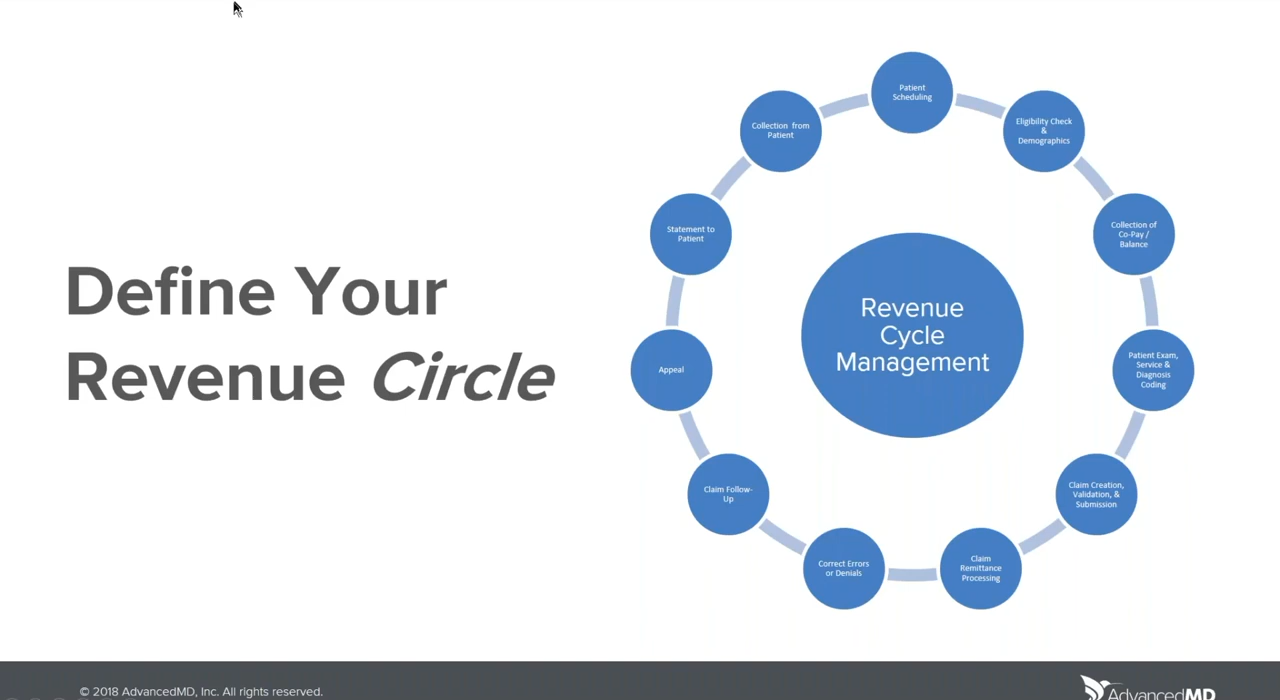 Define Your
Revenue Circle
Patient
Scheduling
Eligibility Check
&
Demographics
Collection of
Co-Pay /
Balance
Patient Exam,
Service &
Diagnosis
Coding
Claim Creation,
Validation, &
Submission
Claim
Remittance
Processing
Correct Errors
or Denials
Claim Follow-
Up
Appeal
Statement to
Patient
Collection from
Patient
Revenue
Cycle
Management
© 2018 AdvancedMD, Inc. All rights reserved.
AdvancedMD